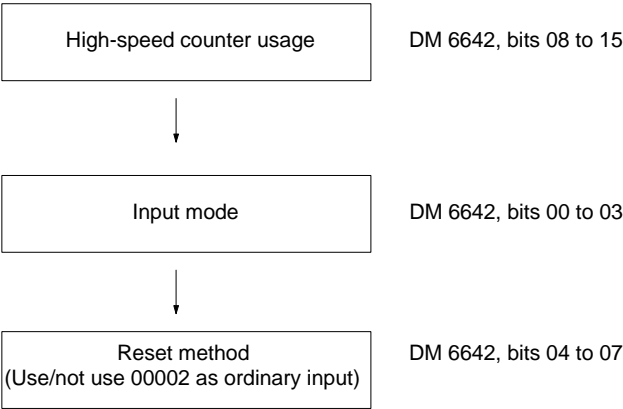 High-speed counter usage DM 6642, bits 08 to 15
Input mode DM 6642, bits 00 to 03
Reset method DM 6642, bits 04 to 07
(Use/not use 00002 as ordinary input)